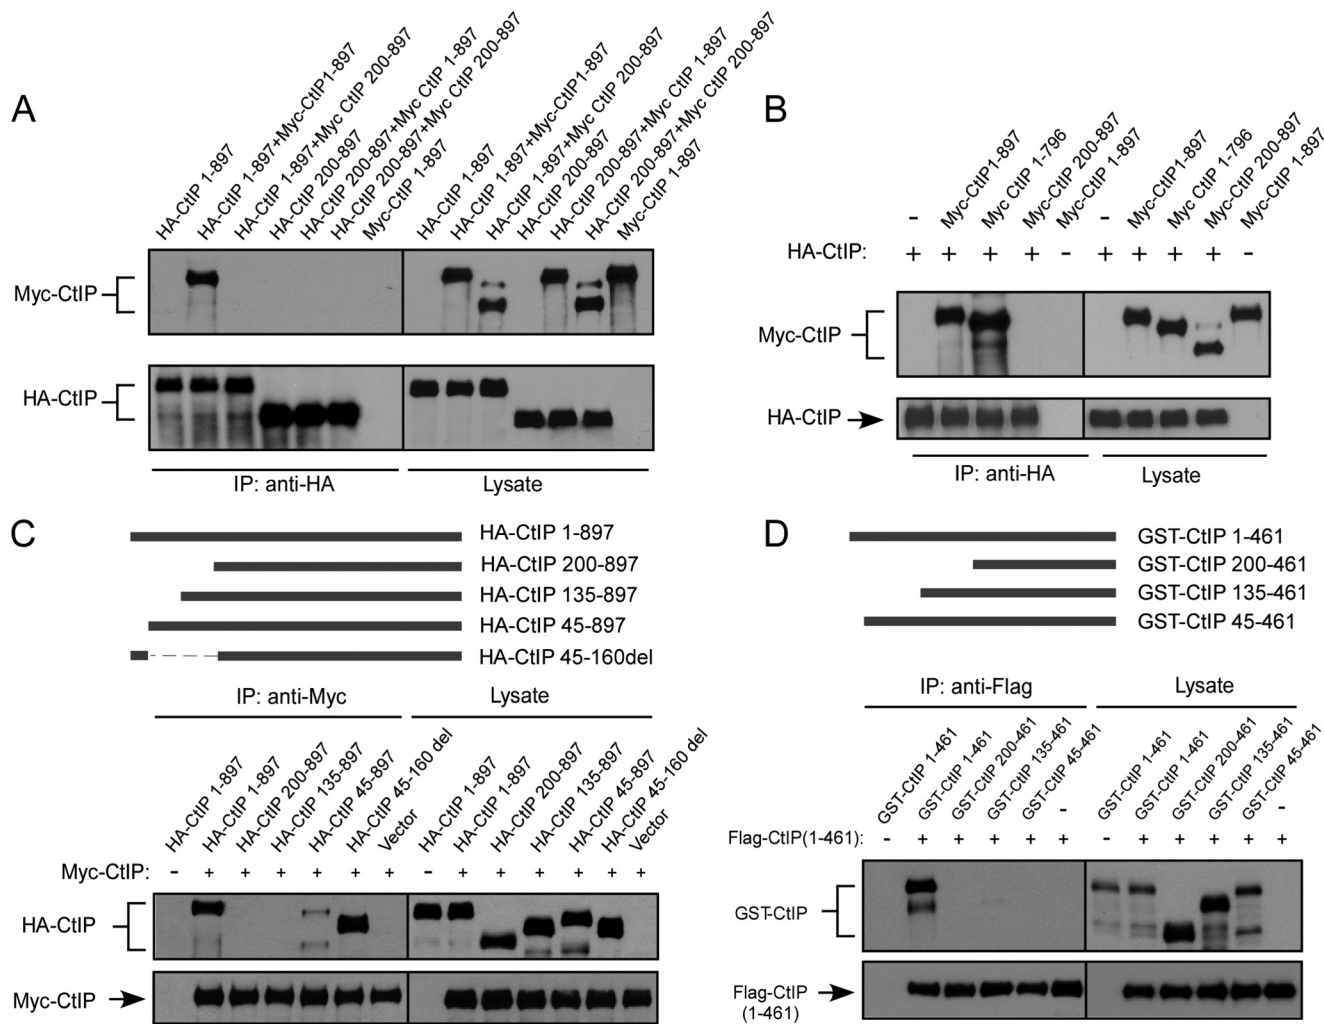 A
HA-CtIP 1-897
HA-CtIP 1-897+Myc-CtIP1-897
HA-CtIP 1-897+Myc CtIP 200-897
HA-CtIP 200-897
HA-CtIP 200-897+Myc CtIP 1-897
HA-CtIP 200-897+Myc CtIP 200-897
Myc-CtIP 1-897
HA-CtIP 1-897
HA-CtIP 1-897+Myc-CtIP1-897
HA-CtIP 1-897+Myc CtIP 200-897
HA-CtIP 200-897
HA-CtIP 200-897+Myc CtIP 1-897
HA-CtIP 200-897+Myc CtIP 200-897
Myc-CtIP 1-897
Myc-CtIP
HA-CtIP
IP: anti-HA
Lysate
B
- Myc-CtIP1-897 Myc CtIP 1-796 Myc-CtIP 200-897 Myc-CtIP 1-897
- Myc-CtIP1-897 Myc CtIP 1-796 Myc-CtIP 200-897 Myc-CtIP 1-897
HA-CtIP: + + + + - + + + + -
Myc-CtIP
HA-CtIP
IP: anti-HA
Lysate
C
HA-CtIP 1-897
HA-CtIP 200-897
HA-CtIP 135-897
HA-CtIP 45-897
HA-CtIP 45-160del
IP: anti-Myc
Lysate
HA-CtIP 1-897
HA-CtIP 1-897
HA-CtIP 200-897
HA-CtIP 135-897
HA-CtIP 45-897
HA-CtIP 45-160 del
Vector
HA-CtIP 1-897
HA-CtIP 1-897
HA-CtIP 200-897
HA-CtIP 135-897
HA-CtIP 45-897
HA-CtIP 45-160 del
Vector
Myc-CtIP: - + + + + + + - + + + + + +
HA-CtIP
Myc-CtIP
D
GST-CtIP 1-461
GST-CtIP 200-461
GST-CtIP 135-461
GST-CtIP 45-461
IP: anti-Flag
Lysate
GST-CtIP 1-461
GST-CtIP 1-461
GST-CtIP 200-461
GST-CtIP 135-461
GST-CtIP 45-461
-
GST-CtIP 1-461
GST-CtIP 1-461
GST-CtIP 200-461
GST-CtIP 135-461
GST-CtIP 45-461
-
Flag-CtIP(1-461): - + + + + + - + + + + +
GST-CtIP
Flag-CtIP
(1-461)